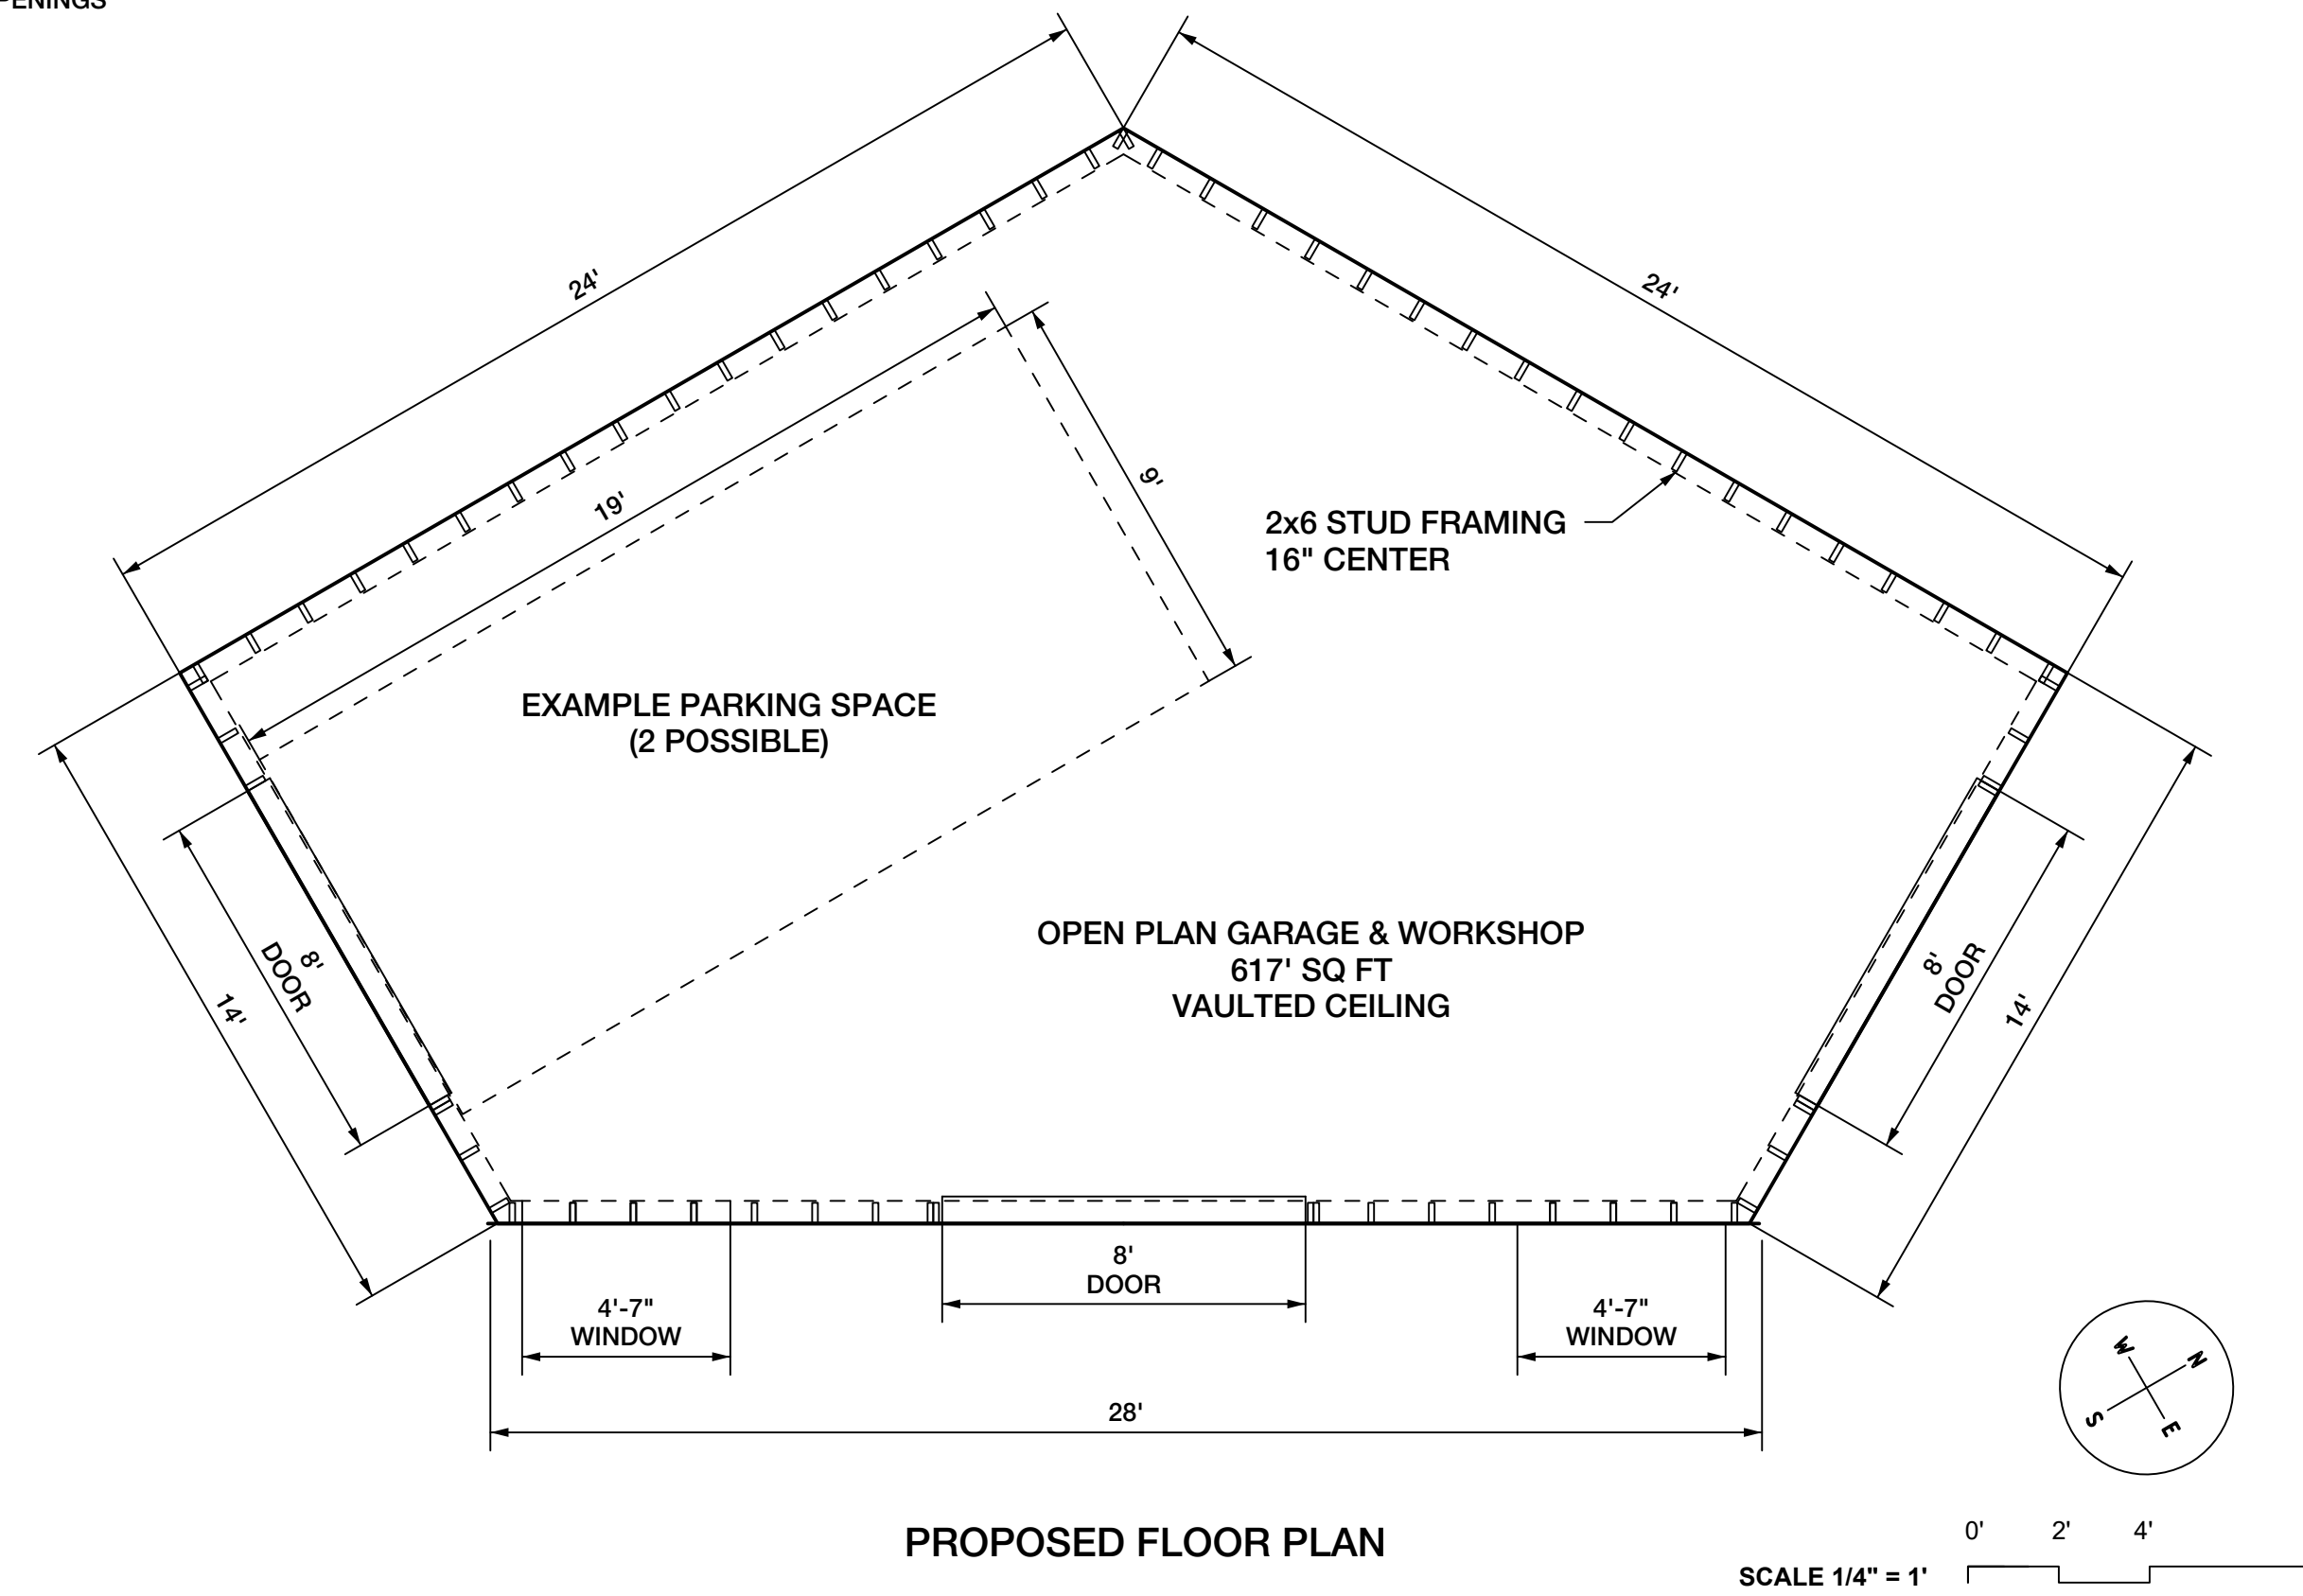 24'
24'
19'
9'
2x6 STUD FRAMING
16" CENTER
EXAMPLE PARKING SPACE
(2 POSSIBLE)
OPEN PLAN GARAGE & WORKSHOP
617' SQ FT
VAULTED CEILING
8'
DOOR
14'
8'
DOOR
14'
8'
DOOR
4'-7"
WINDOW
4'-7"
WINDOW
28'
W
N
S
E
PROPOSED FLOOR PLAN
0' 2' 4'
SCALE 1/4" = 1'